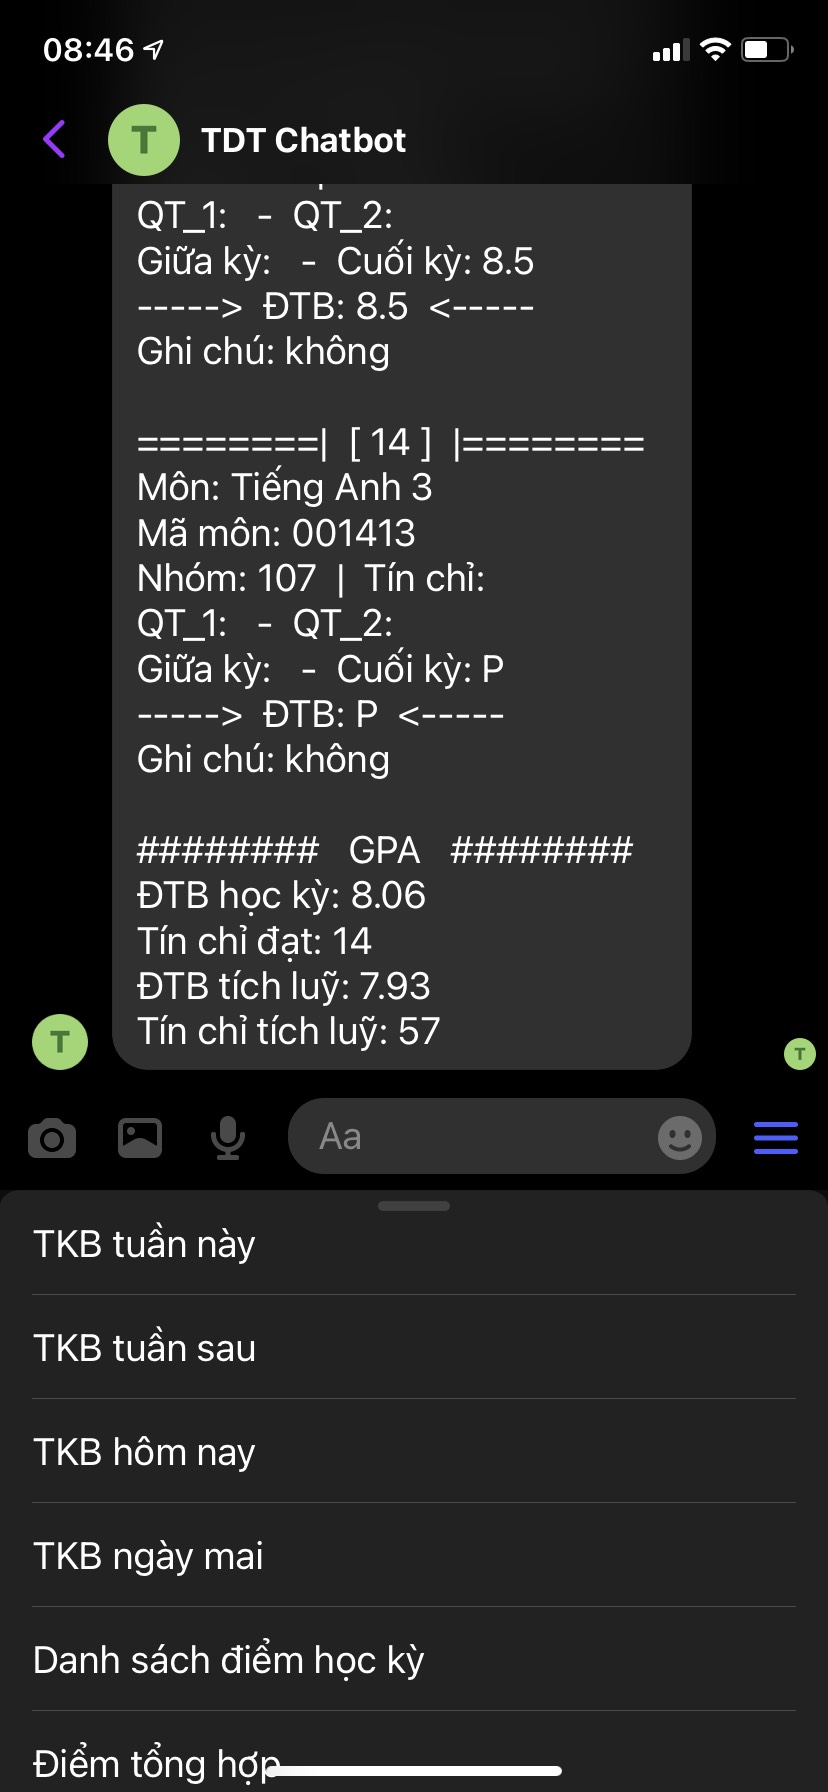 08:46
T
TDT Chatbot
QT_1: - QT_2:
Giữa kỳ: - Cuối kỳ: 8.5
-----> ĐTB: 8.5 <-----
Ghi chú: không
========| [ 14 ] |========
Môn: Tiếng Anh 3
Mã môn: 001413
Nhóm: 107 | Tín chỉ:
QT_1: - QT_2:
Giữa kỳ: - Cuối kỳ: P
-----> ĐTB: P <-----
Ghi chú: không
######## GPA ########
ĐTB học kỳ: 8.06
Tín chỉ đạt: 14
ĐTB tích luỹ: 7.93
Tín chỉ tích luỹ: 57
T
T
Aa
TKB tuần này
TKB tuần sau
TKB hôm nay
TKB ngày mai
Danh sách điểm học kỳ
Điểm tổng hợp